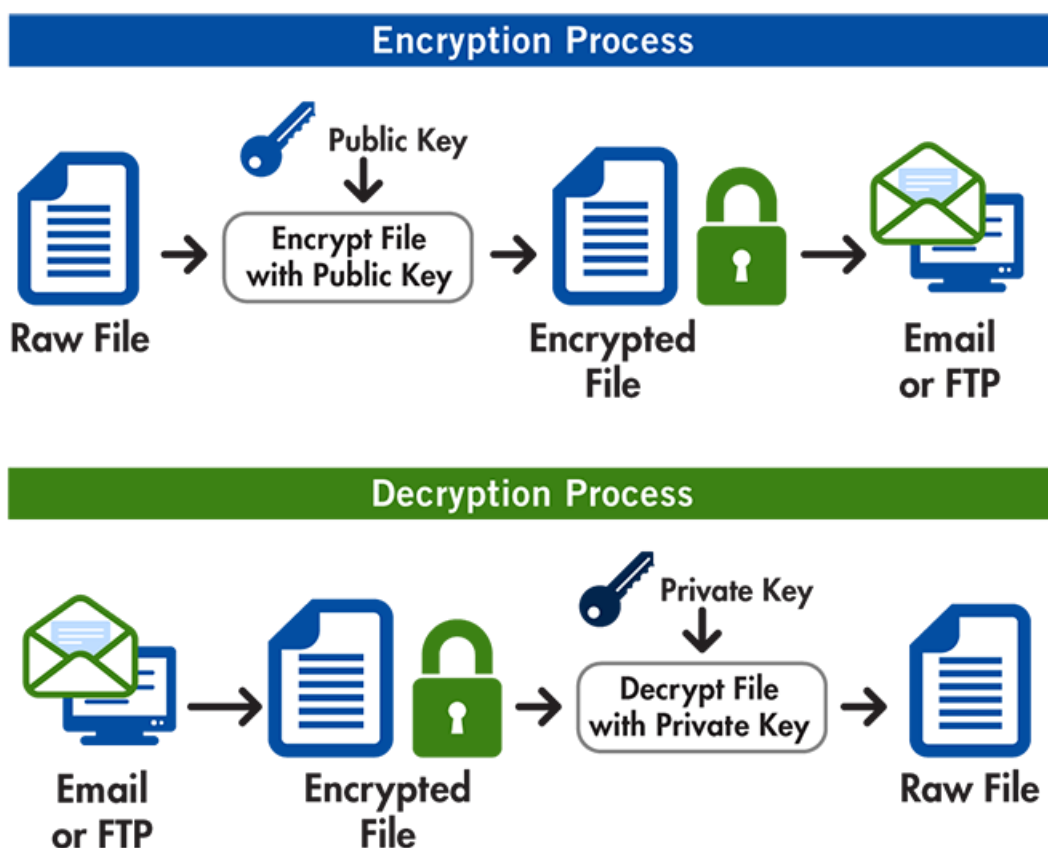 Encryption Process
Public Key
Encrypt File
with Public Key
Raw File
Encrypted
File
Email
or FTP
Decryption Process
Private Key
Decrypt File
with Private Key
Email
or FTP
Encrypted
File
Raw File